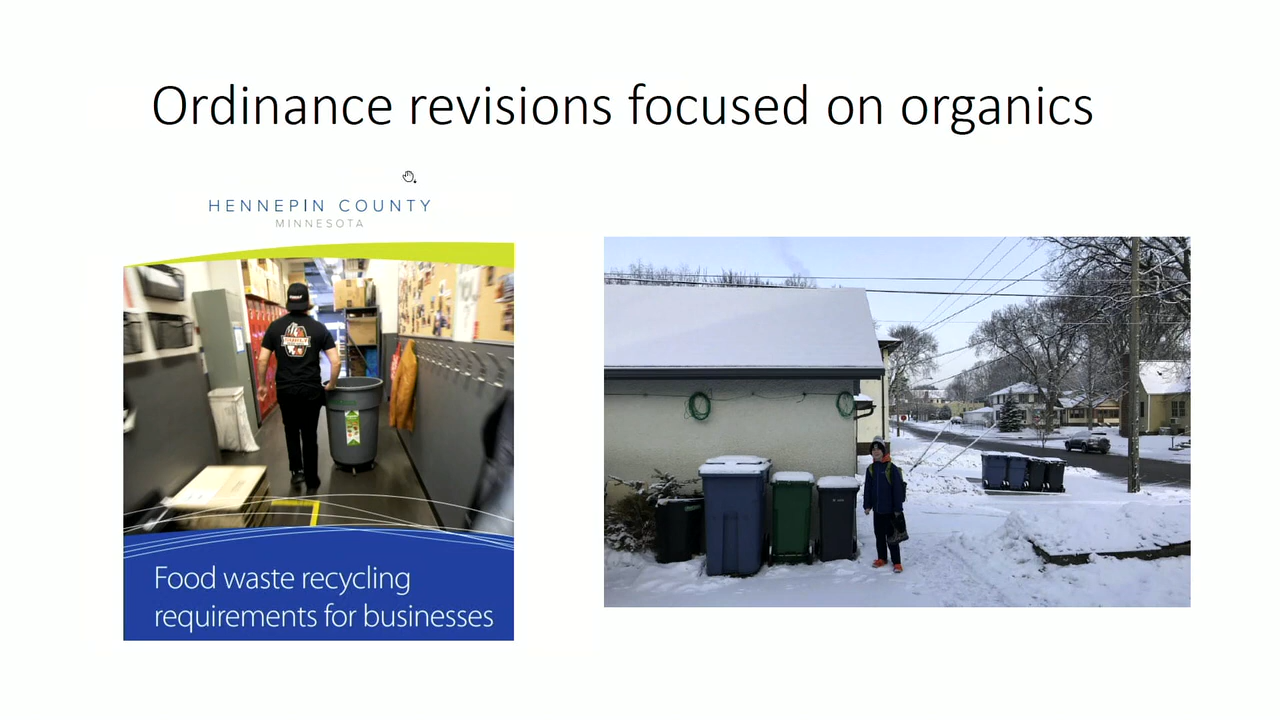 Ordinance revisions focused on organics
HENNEPIN COUNTY
MINNESOTA
Food waste recycling
requirements for businesses